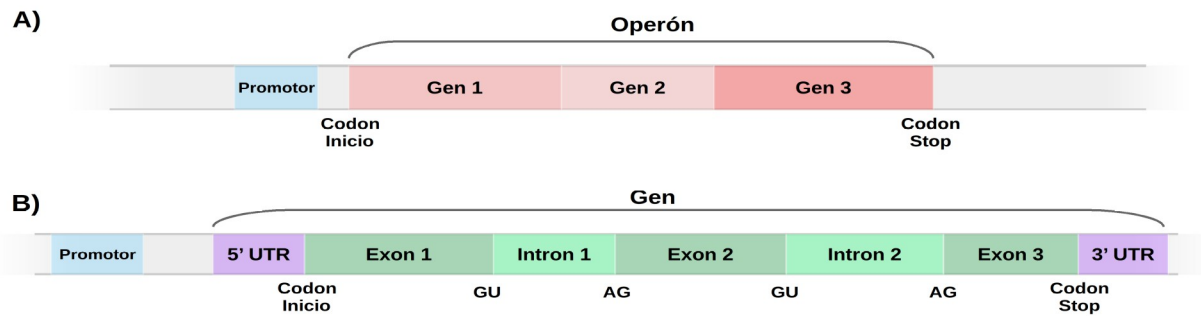 A)
Operón
Promotor Gen 1 Gen 2 Gen 3
Codon Codon
Inicio Stop
B)
Gen
Promotor 5’ UTR Exon 1 Intron 1 Exon 2 Intron 2 Exon 3 3’ UTR
Codon GU AG GU AG Codon
Inicio Stop